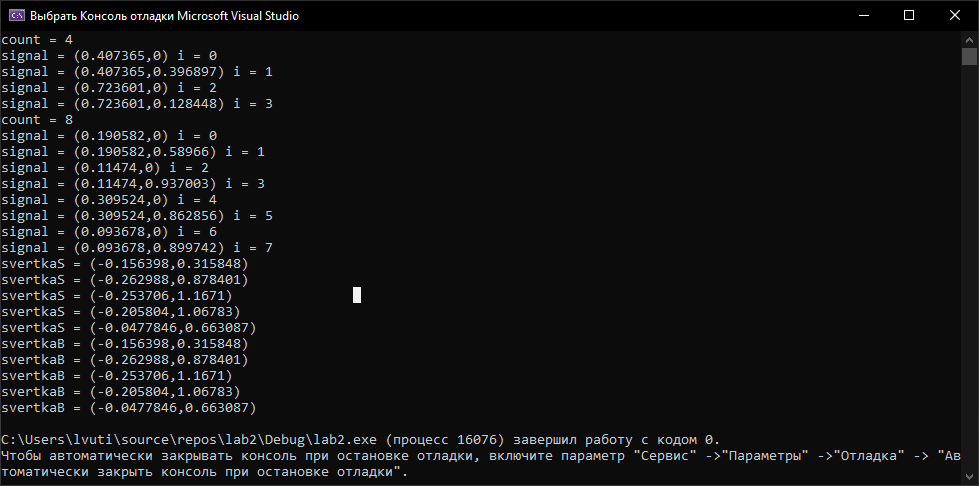 Выбрать Консоль отладки Microsoft Visual Studio
count = 4
signal = (0.407365,0) i = 0
signal = (0.407365,0.396897) i = 1
signal = (0.723601,0) i = 2
signal = (0.723601,0.128448) i = 3
count = 8
signal = (0.190582,0) i = 0
signal = (0.190582,0.58966) i = 1
signal = (0.11474,0) i = 2
signal = (0.11474,0.937003) i = 3
signal = (0.309524,0) i = 4
signal = (0.309524,0.862856) i = 5
signal = (0.093678,0) i = 6
signal = (0.093678,0.899742) i = 7
svertkaS = (-0.156398,0.315848)
svertkaS = (-0.262988,0.878401)
svertkaS = (-0.253706,1.1671)
svertkaS = (-0.205804,1.06783)
svertkaS = (-0.0477846,0.663087)
svertkaB = (-0.156398,0.315848)
svertkaB = (-0.262988,0.878401)
svertkaB = (-0.253706,1.1671)
svertkaB = (-0.205804,1.06783)
svertkaB = (-0.0477846,0.663087)
C:\Users\lvuti\source\repos\lab2\Debug\lab2.exe (процесс 16076) завершил работу с кодом 0.
Чтобы автоматически закрывать консоль при остановке отладки, включите параметр "Сервис" ->"Параметры" ->"Отладка" -> "Ав
томатически закрыть консоль при остановке отладки".